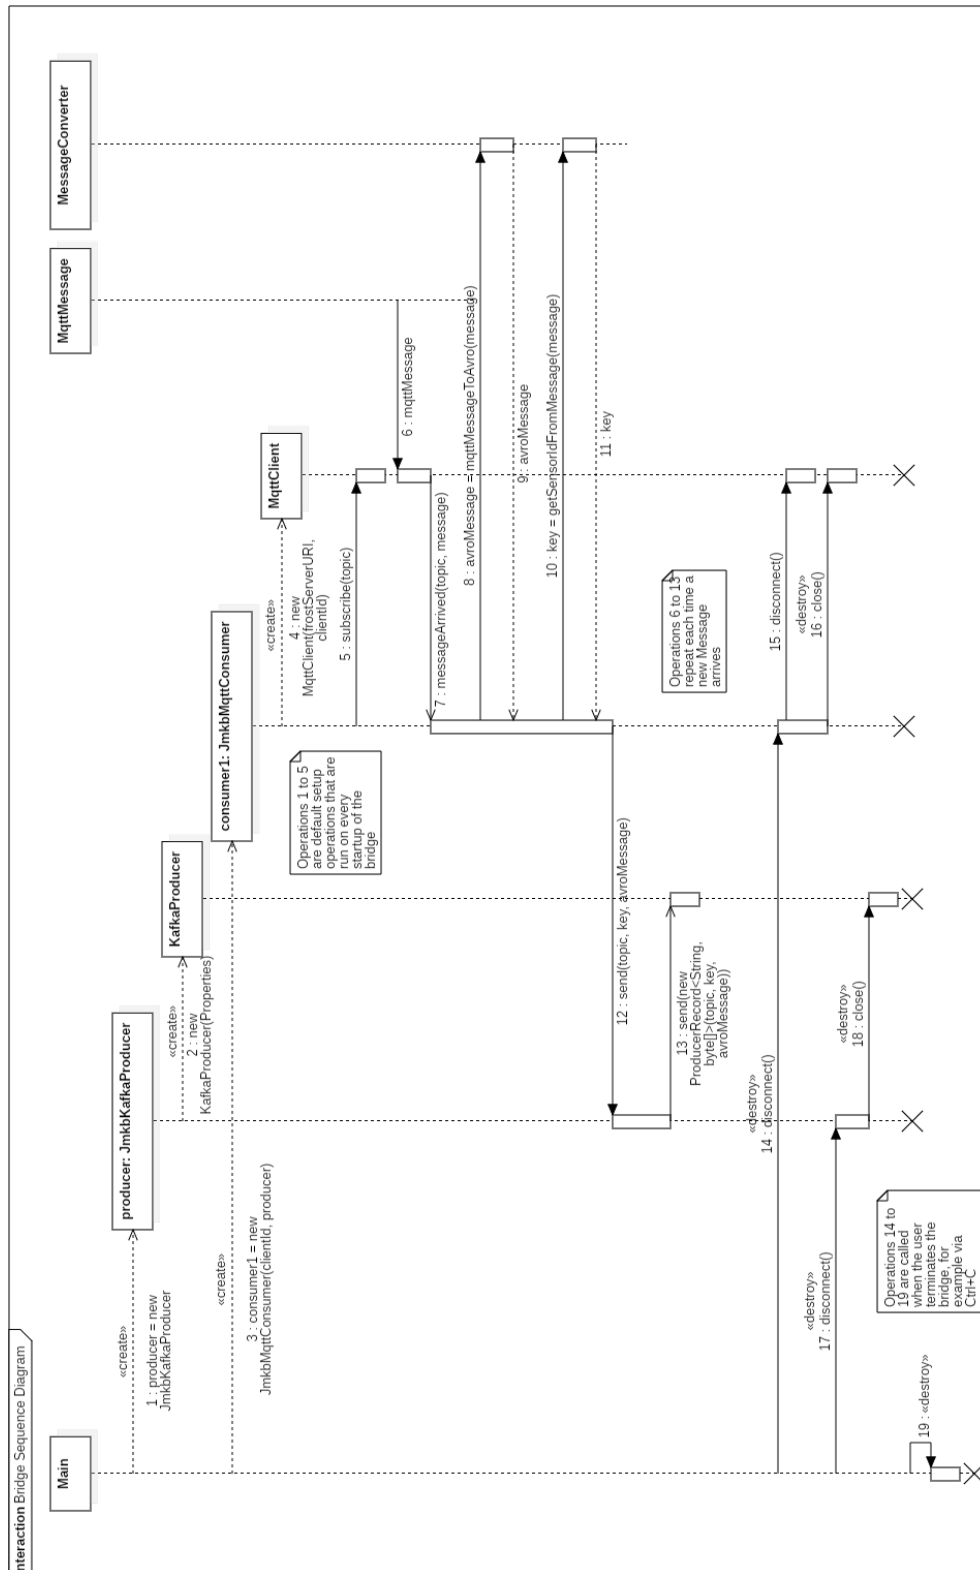 nteraction Bridge Sequence Diagram
Main
producer: JmkbKafkaProducer
KafkaProducer
consumer1: JmkbMqttConsumer
MqttClient
MqttMessage
MessageConverter
«create»
1 : producer = new
JmkbKafkaProducer
«create»
2 : new
KafkaProducer(Properties)
«create»
3 : consumer1 = new
JmkbMqttConsumer(clientId, producer)
«create»
4 : new
MqttClient(frostServerURI,
clientId)
5 : subscribe(topic)
Operations 1 to 5
are default setup
operations that are
run on every
startup of the
bridge
6 : mqttMessage
7 : messageArrived(topic, message)
8 : avroMessage = mqttMessageToAvro(message)
9 : avroMessage
10 : key = getSensorIdFromMessage(message)
11 : key
12 : send(topic, key, avroMessage)
13 : send(new
ProducerRecord<String,
byte[]>(topic, key,
avroMessage))
Operations 6 to 13
repeat each time a
new Message
arrives
«destroy»
14 : disconnect()
15 : disconnect()
«destroy»
16 : close()
«destroy»
17 : disconnect()
«destroy»
18 : close()
19 : «destroy»
Operations 14 to
19 are called
when the user
terminates the
bridge, for
example via
Ctrl+C